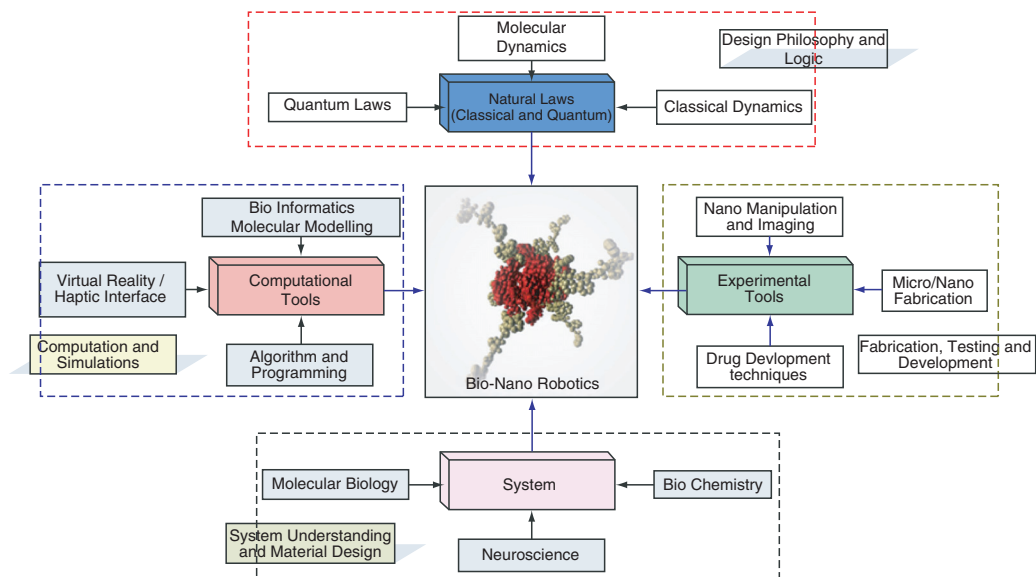 Molecular
Dynamics
Design Philosophy and
Logic
Quantum Laws
Natural Laws
(Classical and Quantum)
Classical Dynamics
Bio Informatics
Molecular Modelling
Virtual Reality /
Haptic Interface
Computational
Tools
Computation and
Simulations
Algorithm and
Programming
Bio-Nano Robotics
Nano Manipulation
and Imaging
Experimental
Tools
Micro/Nano
Fabrication
Drug Devlopment
techniques
Fabrication, Testing and
Development
Molecular Biology
System
Bio Chemistry
System Understanding
and Material Design
Neuroscience